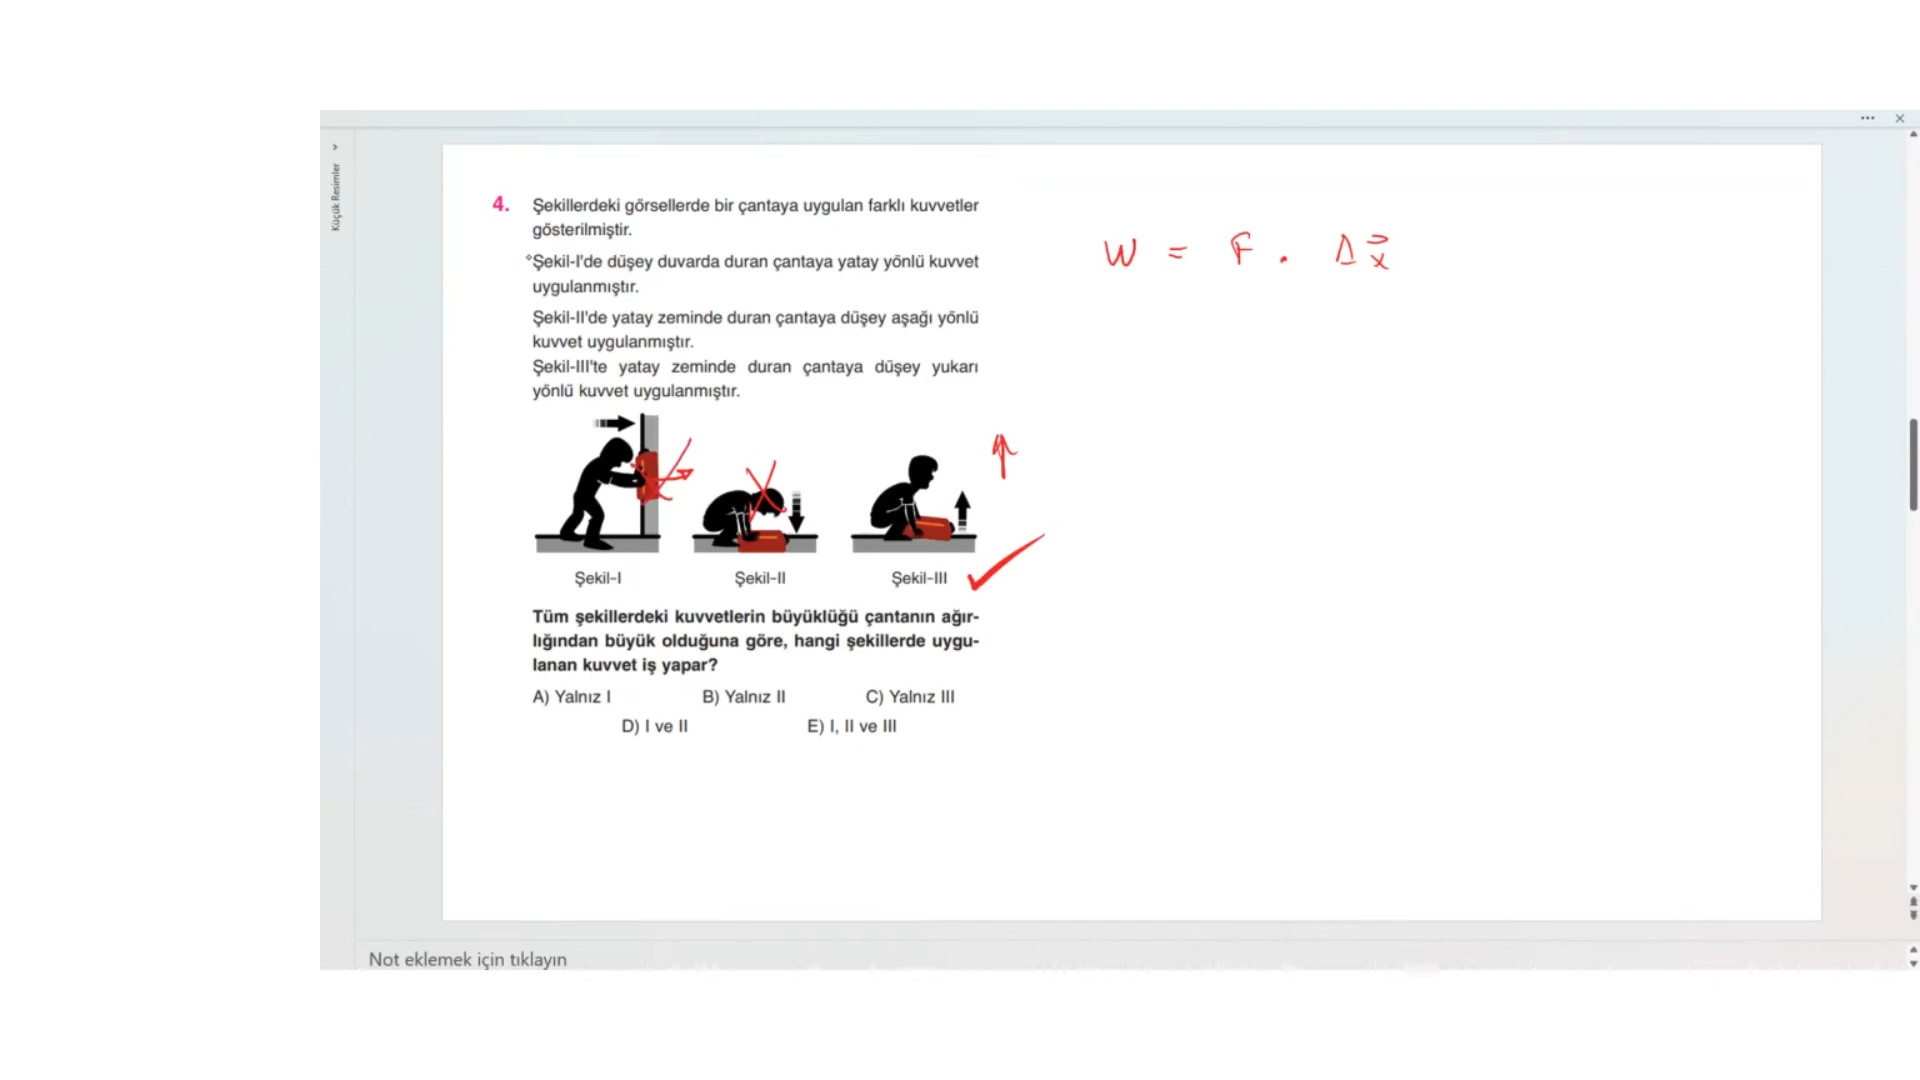 Küçük Resimler
4. Şekillerdeki görsellerde bir çantaya uygulan farklı kuvvetler
gösterilmiştir.
°Şekil-I'de düşey duvarda duran çantaya yatay yönlü kuvvet
uygulanmıştır.
Şekil-II'de yatay zeminde duran çantaya düşey aşağı yönlü
kuvvet uygulanmıştır.
Şekil-III'te yatay zeminde duran çantaya düşey yukarı
yönlü kuvvet uygulanmıştır.
W = F . Δx
Şekil-I Şekil-II Şekil-III
Tüm şekillerdeki kuvvetlerin büyüklüğü çantanın ağır-
lığından büyük olduğuna göre, hangi şekillerde uygu-
lanan kuvvet iş yapar?
A) Yalnız I B) Yalnız II C) Yalnız III
D) I ve II E) I, II ve III
Not eklemek için tıklayın